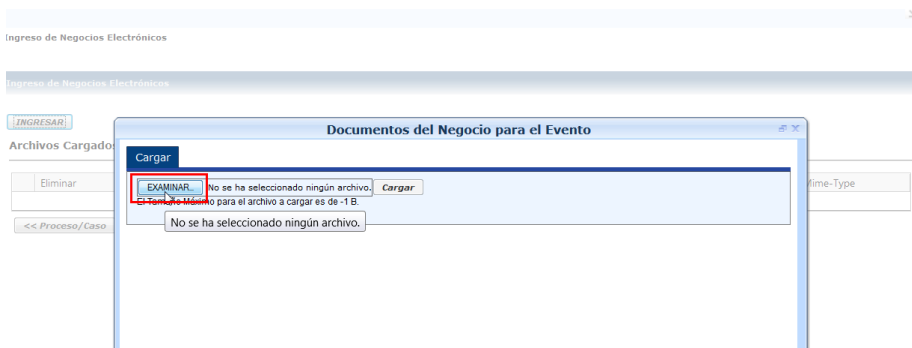 Ingreso de Negocios Electrónicos
Ingreso de Negocios Electrónicos
INGRESAR
Documentos del Negocio para el Evento
Archivos Cargados
Cargar
Eliminar
EXAMINAR... No se ha seleccionado ningún archivo. Cargar
Mime-Type
El Tamaño Máximo para el archivo a cargar es de -1 B.
<< Proceso/Caso
No se ha seleccionado ningún archivo.